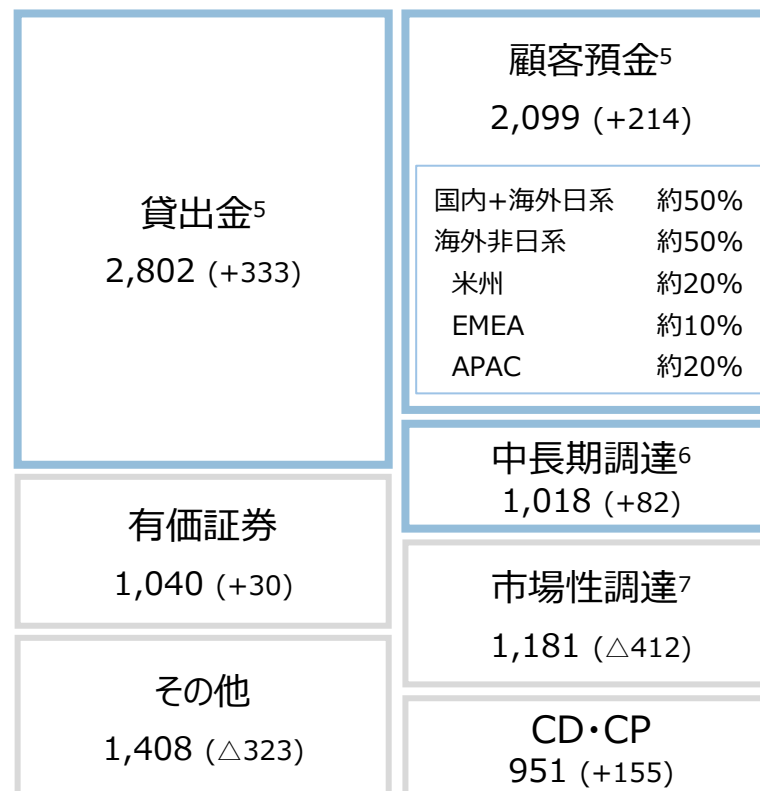 貸出金5
2,802 (+333)
有価証券
1,040 (+30)
その他
1,408 (△323)
顧客預金5
2,099 (+214)
国内+海外日系 約50%
海外非日系 約50%
米州 約20%
EMEA 約10%
APAC 約20%
中長期調達6
1,018 (+82)
市場性調達7
1,181 (△412)
CD・CP
951 (+155)